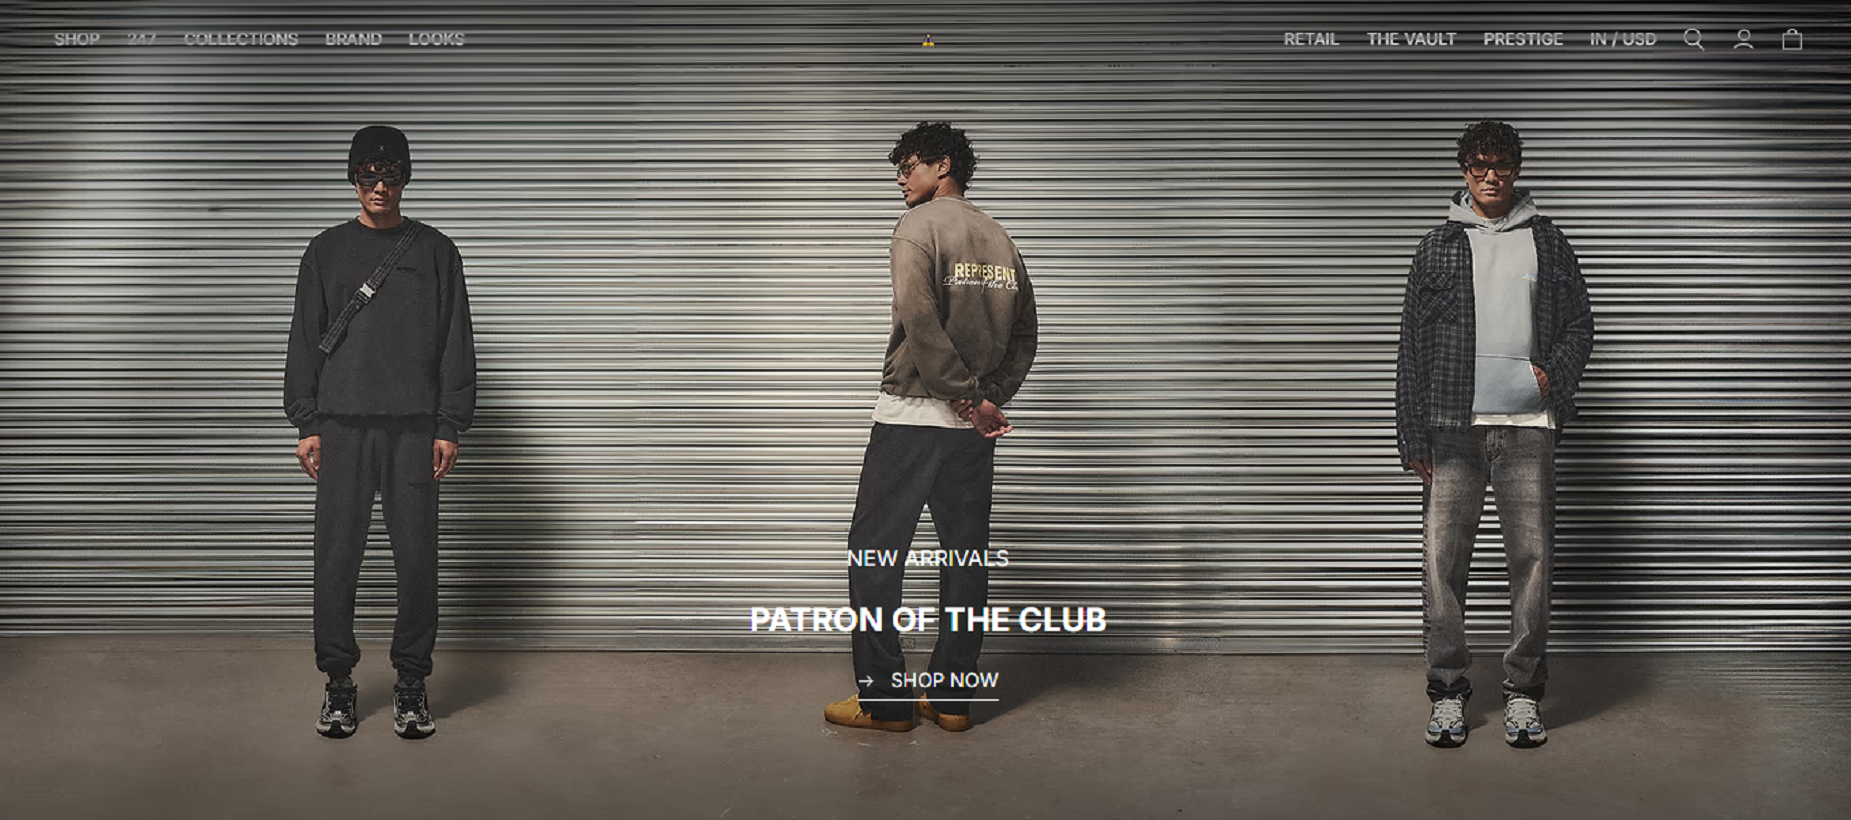 SHOP 247 COLLECTIONS BRAND LOOKS
RETAIL THE VAULT PRESTIGE IN / USD
REPRESENT
Patron of the Cl
NEW ARRIVALS
PATRON OF THE CLUB
→ SHOP NOW